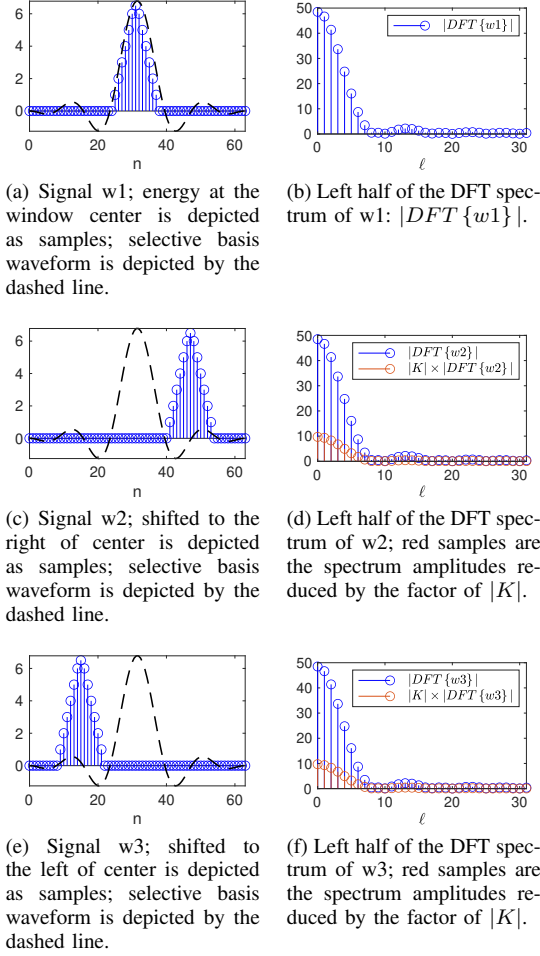 6
4
2
0
0
20
40
60
n
50
40
30
20
10
0
0
10
20
30
ℓ
|DFT {w1}|
(a) Signal w1; energy at the
window center is depicted
as samples; selective basis
waveform is depicted by the
dashed line.
(b) Left half of the DFT spec-
trum of w1: |DFT {w1}|.
6
4
2
0
0
20
40
60
n
50
40
30
20
10
0
0
10
20
30
ℓ
|DFT {w2}|
|K| × |DFT {w2}|
(c) Signal w2; shifted to the
right of center is depicted
as samples; selective basis
waveform is depicted by the
dashed line.
(d) Left half of the DFT spec-
trum of w2; red samples are
the spectrum amplitudes re-
duced by the factor of |K|.
6
4
2
0
0
20
40
60
n
50
40
30
20
10
0
0
10
20
30
ℓ
|DFT {w3}|
|K| × |DFT {w3}|
(e) Signal w3; shifted to
the left of center is depicted
as samples; selective basis
waveform is depicted by the
dashed line.
(f) Left half of the DFT spec-
trum of w3; red samples are
the spectrum amplitudes
reduced by the factor of |K|.